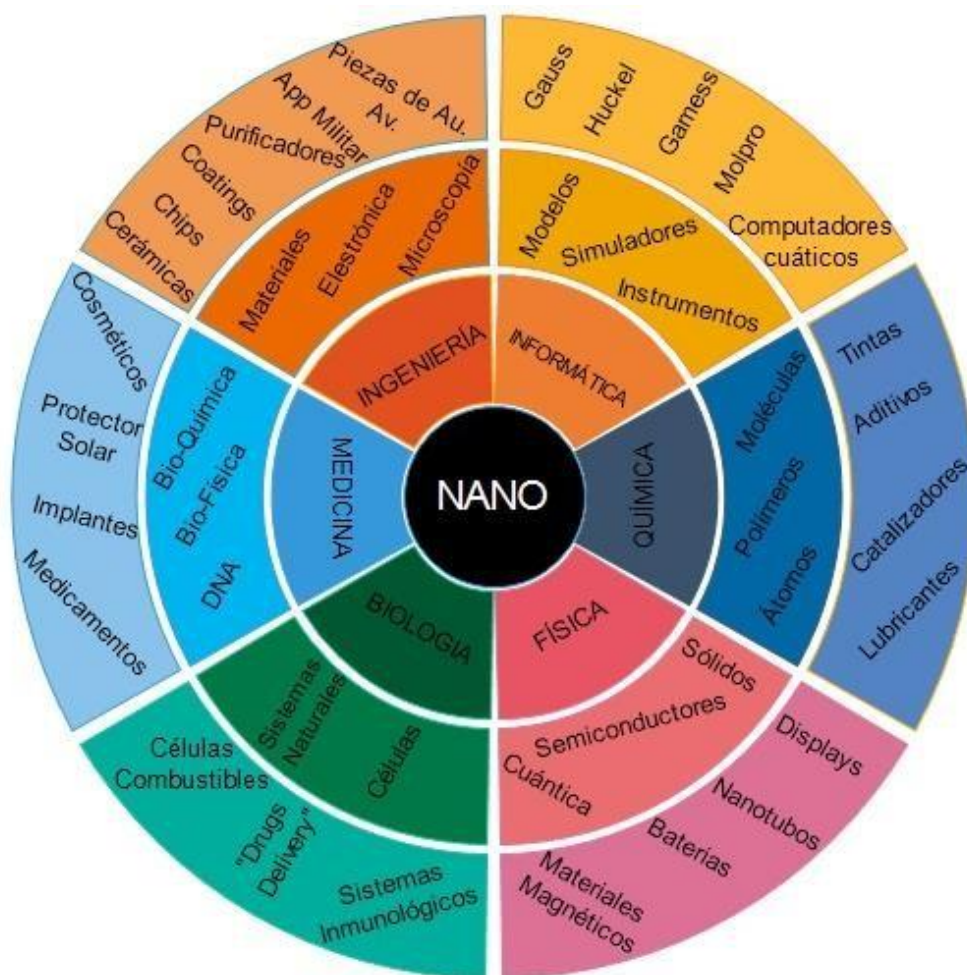 Piezas de Au.
Av.
App Militar
Purificadores
Coatings
Chips
Cerámicas
Materiales
Elestrónica
Microscopía
INGENIERÍA
Gauss
Huckel
Gamess
Molpro
Computadores
cuáticos
Modelos
Simuladores
Instrumentos
INFORMÁTICA
Cosméticos
Protector
Solar
Implantes
Medicamentos
Bio-Química
Bio-Física
DNA
MEDICINA
NANO
QUÍMICA
Moléculas
Polímeros
Átomos
Tintas
Aditivos
Catalizadores
Lubricantes
BIOLOGIA
Sistemas
Naturales
Células
Células
Combustibles
"Drugs
Delivery"
Sistemas
Inmunológicos
FÍSICA
Sólidos
Semiconductores
Cuántica
Displays
Nanotubos
Baterías
Materiales
Magnéticos